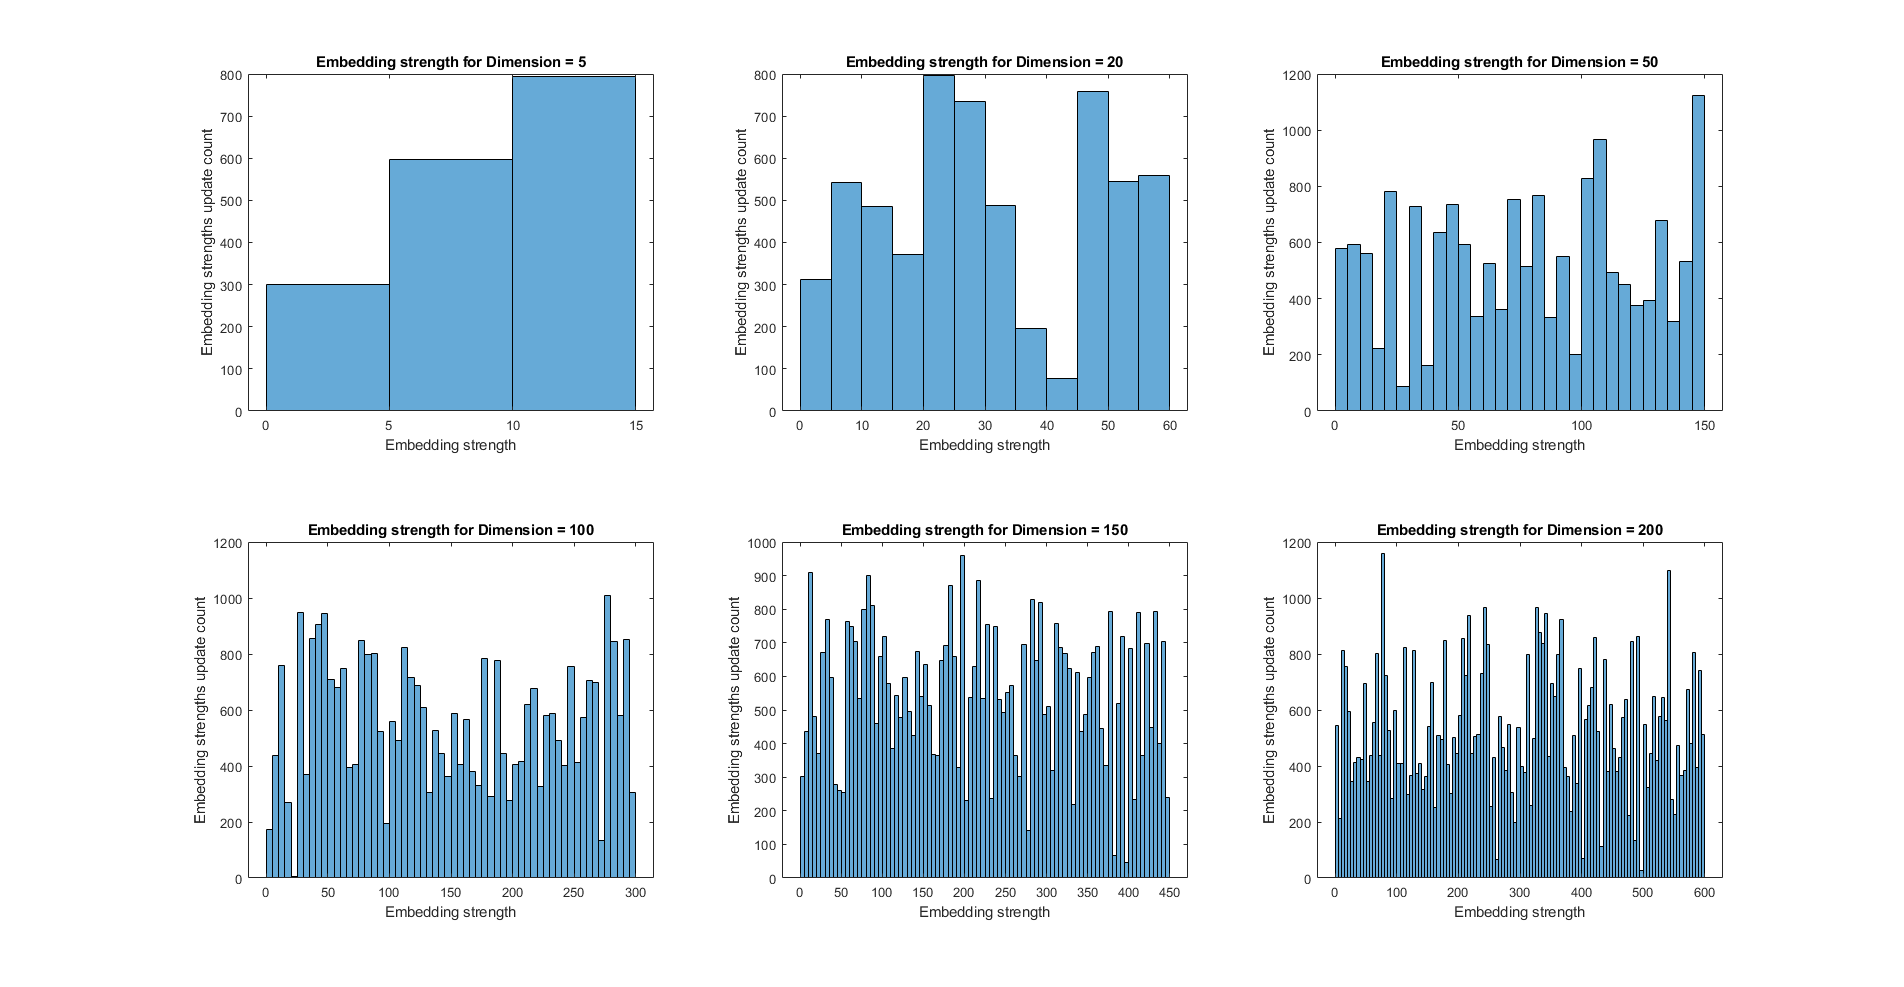 Embedding strength for Dimension = 5
Embedding strengths update count
800
700
600
500
400
300
200
100
0
0 5 10 15
Embedding strength
Embedding strength for Dimension = 20
Embedding strengths update count
800
700
600
500
400
300
200
100
0
0 10 20 30 40 50 60
Embedding strength
Embedding strength for Dimension = 50
Embedding strengths update count
1200
1000
800
600
400
200
0
0 50 100 150
Embedding strength
Embedding strength for Dimension = 100
Embedding strengths update count
1200
1000
800
600
400
200
0
0 50 100 150 200 250 300
Embedding strength
Embedding strength for Dimension = 150
Embedding strengths update count
1000
900
800
700
600
500
400
300
200
100
0
0 50 100 150 200 250 300 350 400 450
Embedding strength
Embedding strength for Dimension = 200
Embedding strengths update count
1200
1000
800
600
400
200
0
0 100 200 300 400 500 600
Embedding strength